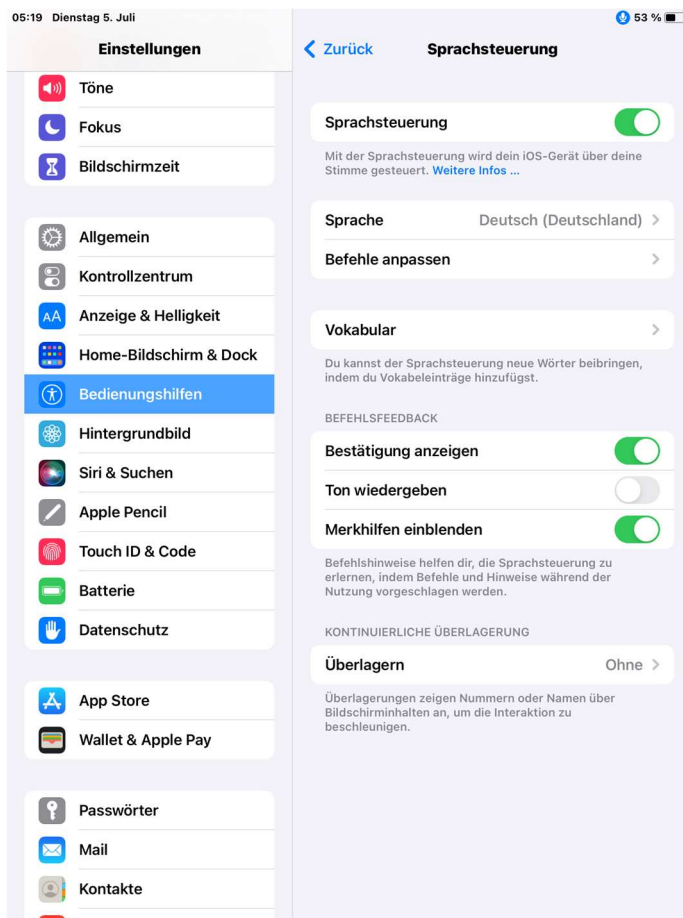 05:19 Dienstag 5. Juli
53 %
Einstellungen
Töne
Fokus
Bildschirmzeit
Allgemein
Kontrollzentrum
AA Anzeige & Helligkeit
Home-Bildschirm & Dock
Bedienungshilfen
Hintergrundbild
Siri & Suchen
Apple Pencil
Touch ID & Code
Batterie
Datenschutz
App Store
Wallet & Apple Pay
Passwörter
Mail
Kontakte
Zurück
Sprachsteuerung
Sprachsteuerung
Mit der Sprachsteuerung wird dein iOS-Gerät über deine
Stimme gesteuert. Weitere Infos ...
Sprache Deutsch (Deutschland)
Befehle anpassen
Vokabular
Du kannst der Sprachsteuerung neue Wörter beibringen,
indem du Vokabeleinträge hinzufügst.
BEFEHLSFEEDBACK
Bestätigung anzeigen
Ton wiedergeben
Merkhilfen einblenden
Befehlshinweise helfen dir, die Sprachsteuerung zu
erlernen, indem Befehle und Hinweise während der
Nutzung vorgeschlagen werden.
KONTINUIERLICHE ÜBERLAGERUNG
Überlagern Ohne
Überlagerungen zeigen Nummern oder Namen über
Bildschirminhalten an, um die Interaktion zu
beschleunigen.